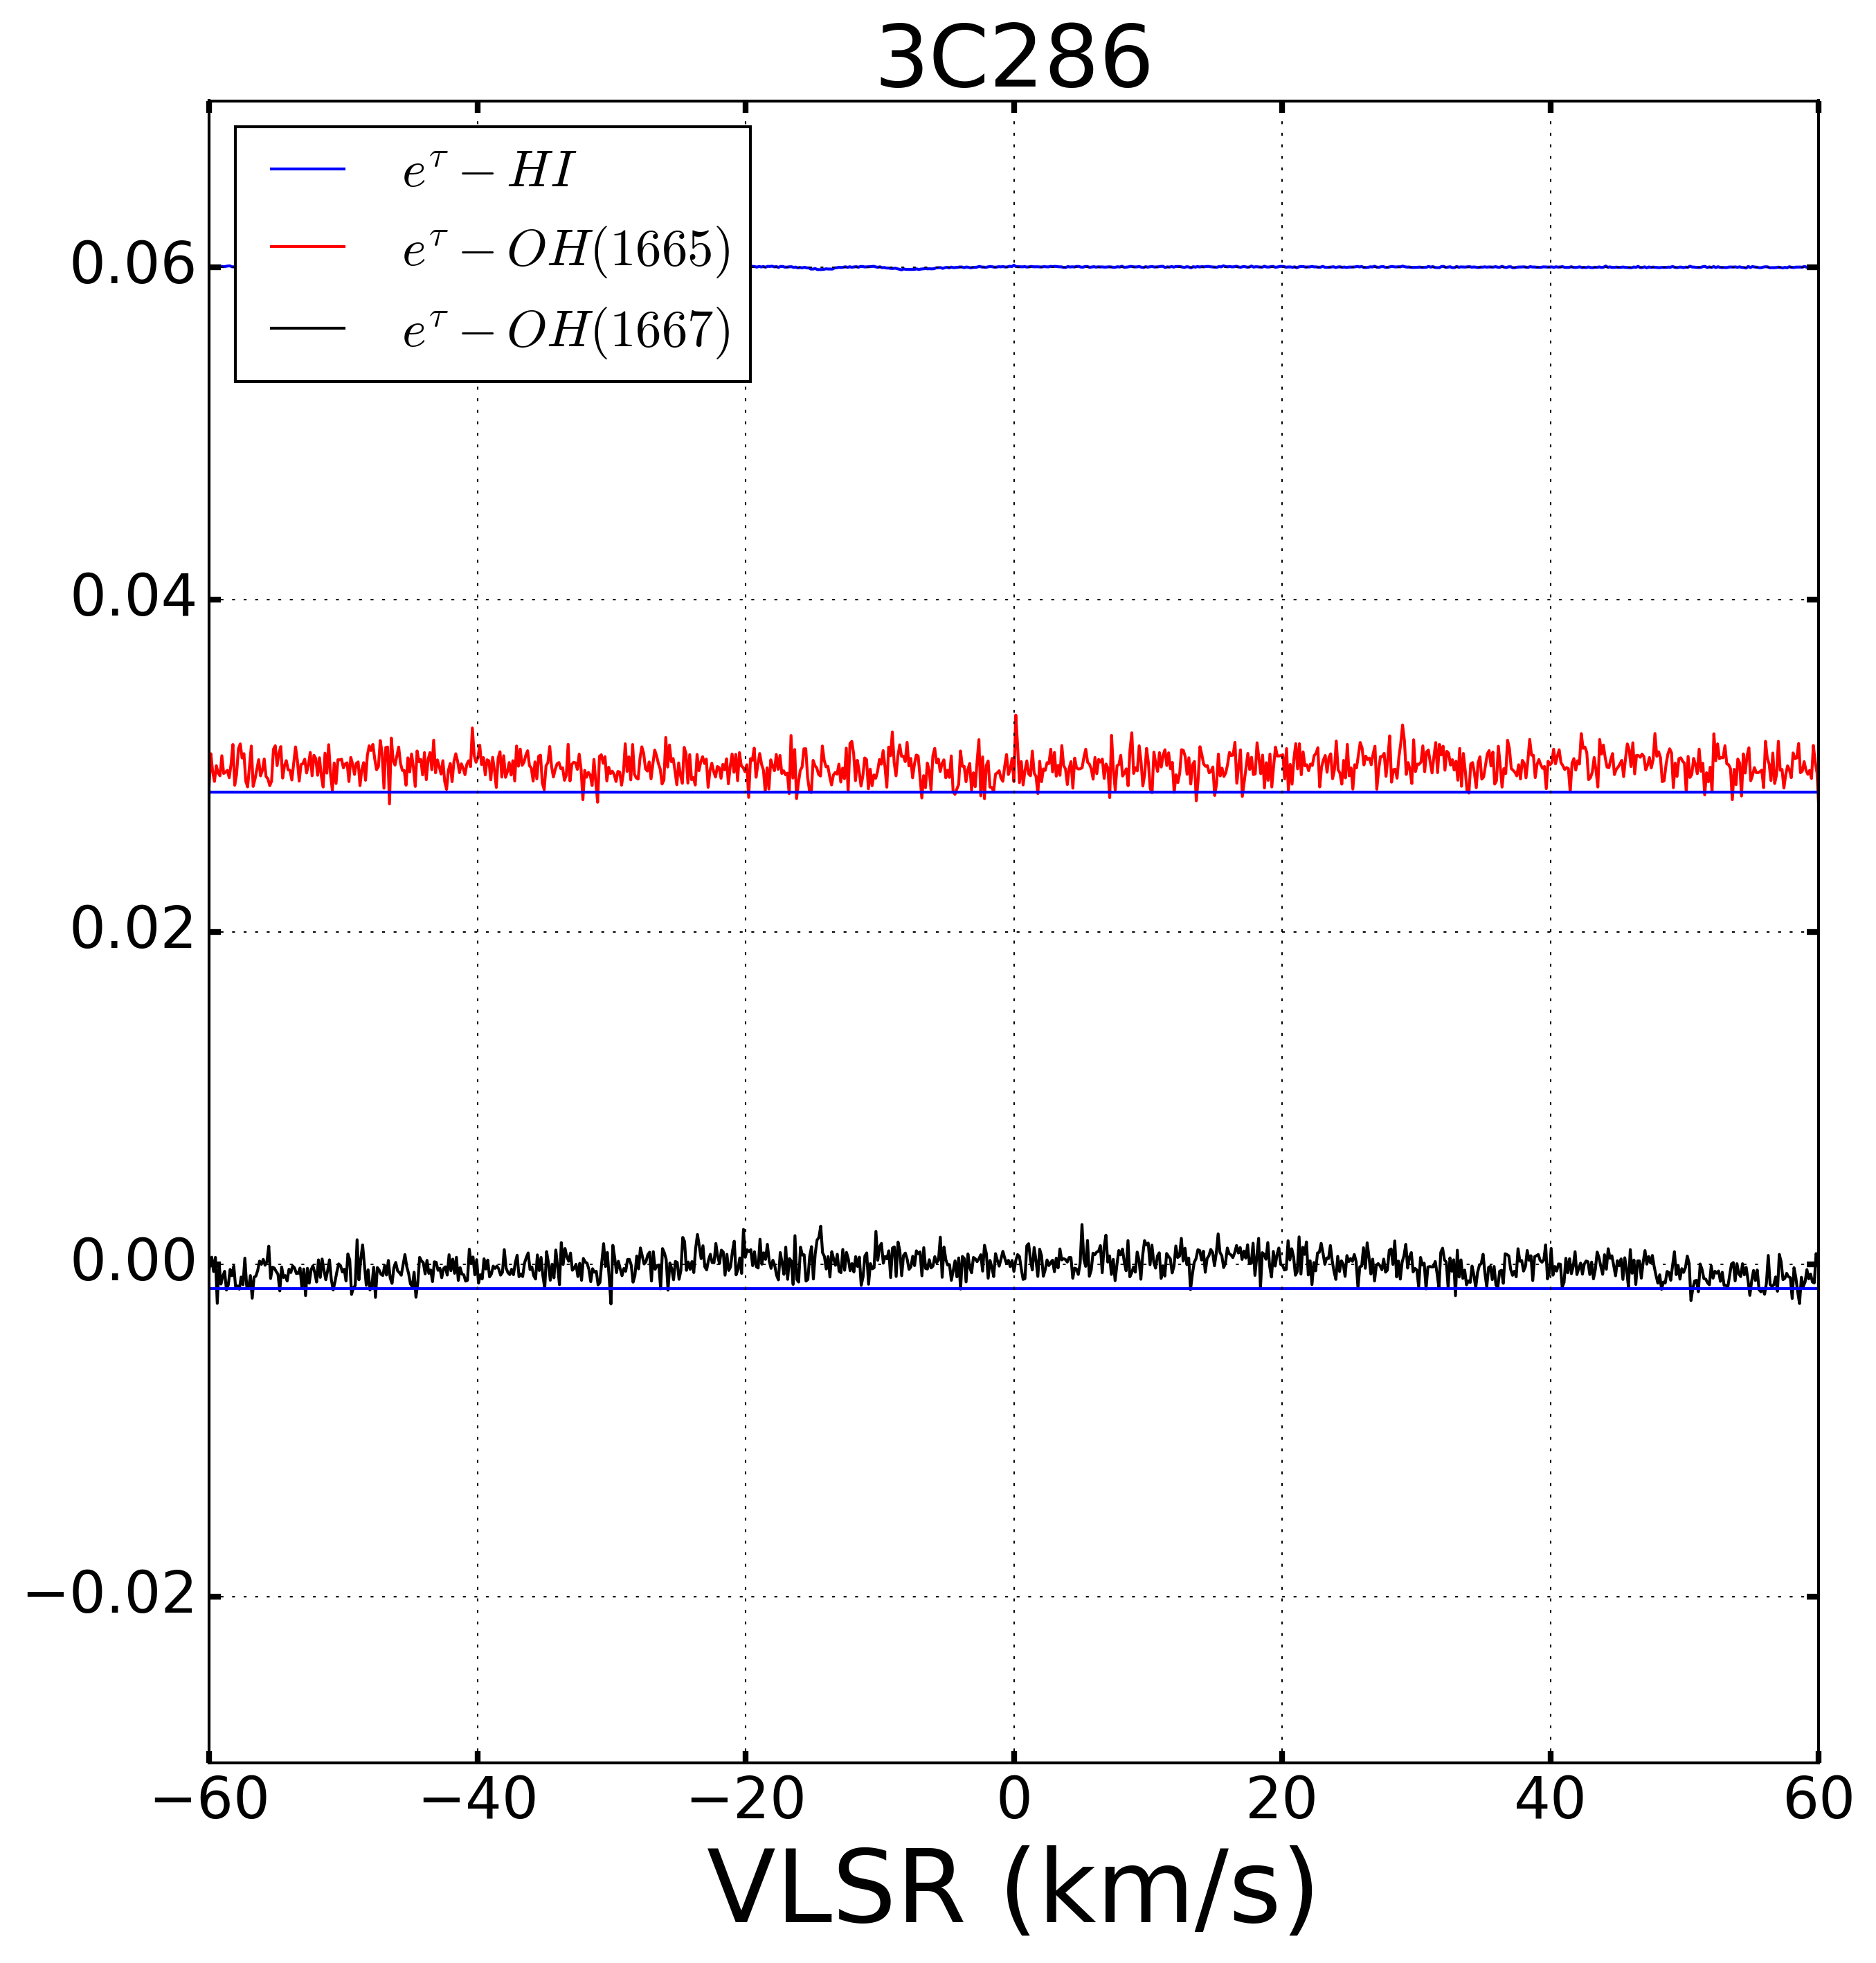 3C286
e^τ − HI
e^τ − OH(1665)
e^τ − OH(1667)
0.06
0.04
0.02
0.00
−0.02
−60 −40 −20 0 20 40 60
VLSR (km/s)